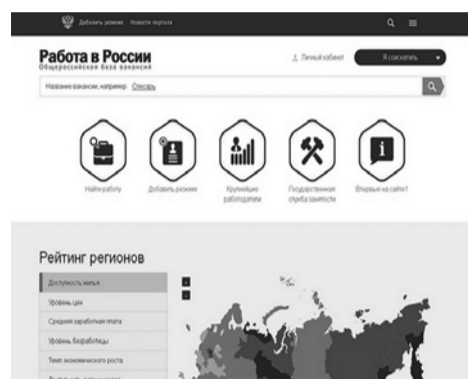 Добавить резюме Новости портала
Работа в России
Общероссийская база вакансий
Личный кабинет
Я соискатель
Название вакансии, например: Слесарь
Найти работу
Добавить резюме
Крупнейшие
работодатели
Государственная
служба занятости
Впервые на сайте?
Рейтинг регионов
Доступность жилья
Уровень цен
Средняя заработная плата
Уровень безработицы
Темп экономического роста